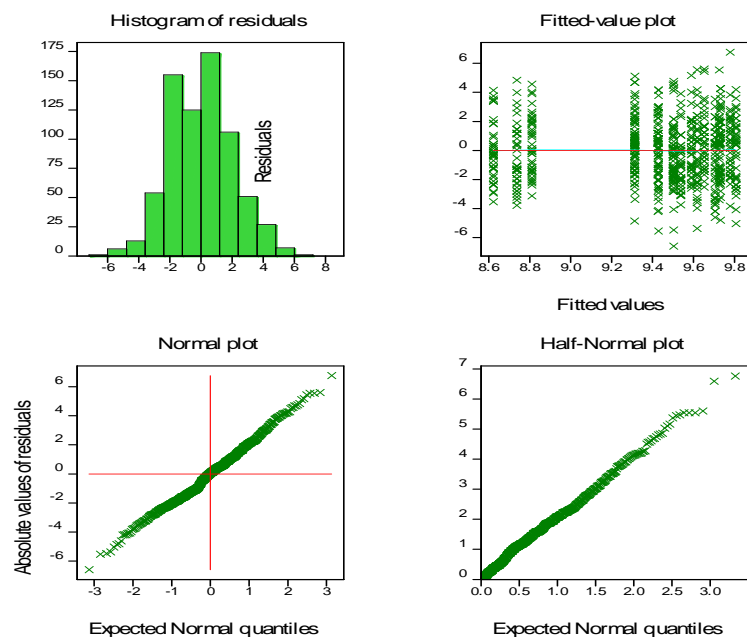 Histogram of residuals
175
150
125
100
75
50
25
0
-6 -4 -2 0 2 4 6 8
Residuals
Fitted-value plot
6
4
2
0
-2
-4
-6
8.6 8.8 9.0 9.2 9.4 9.6 9.8
Fitted values
Normal plot
6
4
2
0
-2
-4
-6
-3 -2 -1 0 1 2 3
Expected Normal quantiles
Absolute values of residuals
Half-Normal plot
7
6
5
4
3
2
1
0
0.0 0.5 1.0 1.5 2.0 2.5 3.0
Expected Normal quantiles